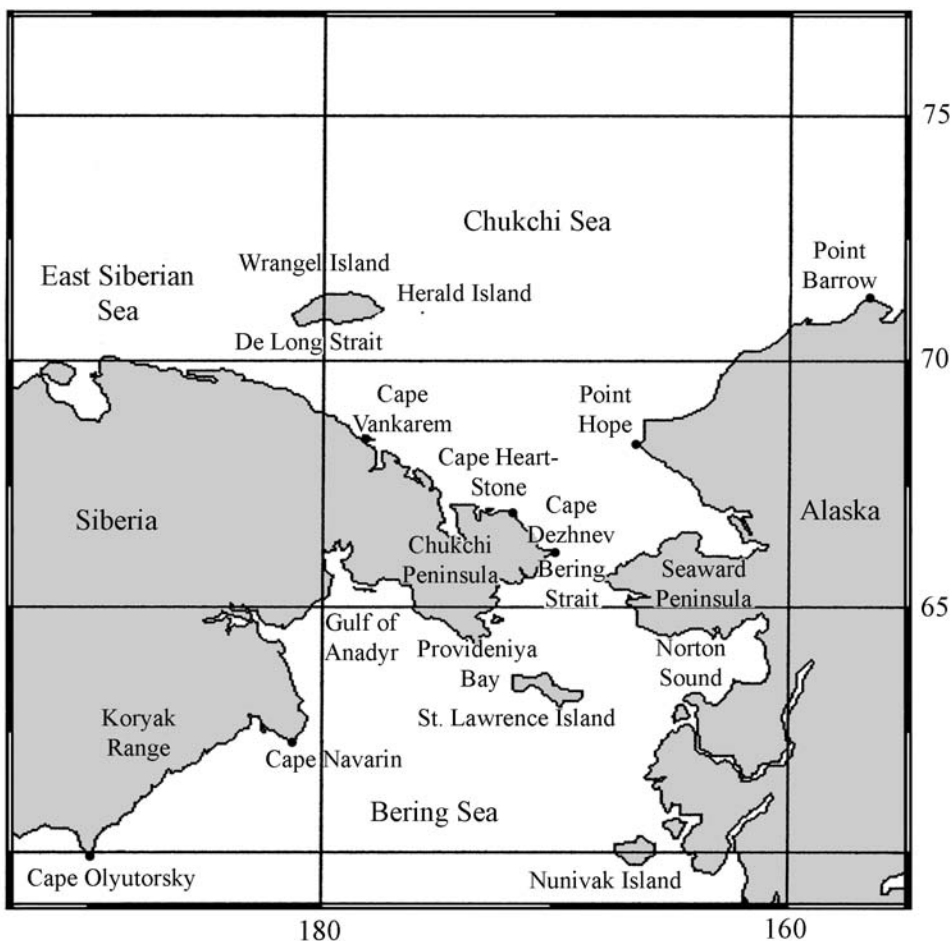 75
Chukchi Sea
Point
Barrow
Wrangel Island
East Siberian
Sea
Herald Island
De Long Strait
70
Cape
Vankarem
Point
Hope
Cape Heart-
Stone
Cape
Dezhnev
Siberia
Alaska
Chukchi
Peninsula
Bering
Strait
Seaward
Peninsula
65
Gulf of
Anadyr
Provideniya
Bay
Norton
Sound
St. Lawrence Island
Koryak
Range
Cape Navarin
Bering Sea
Cape Olyutorsky
Nunivak Island
180
160